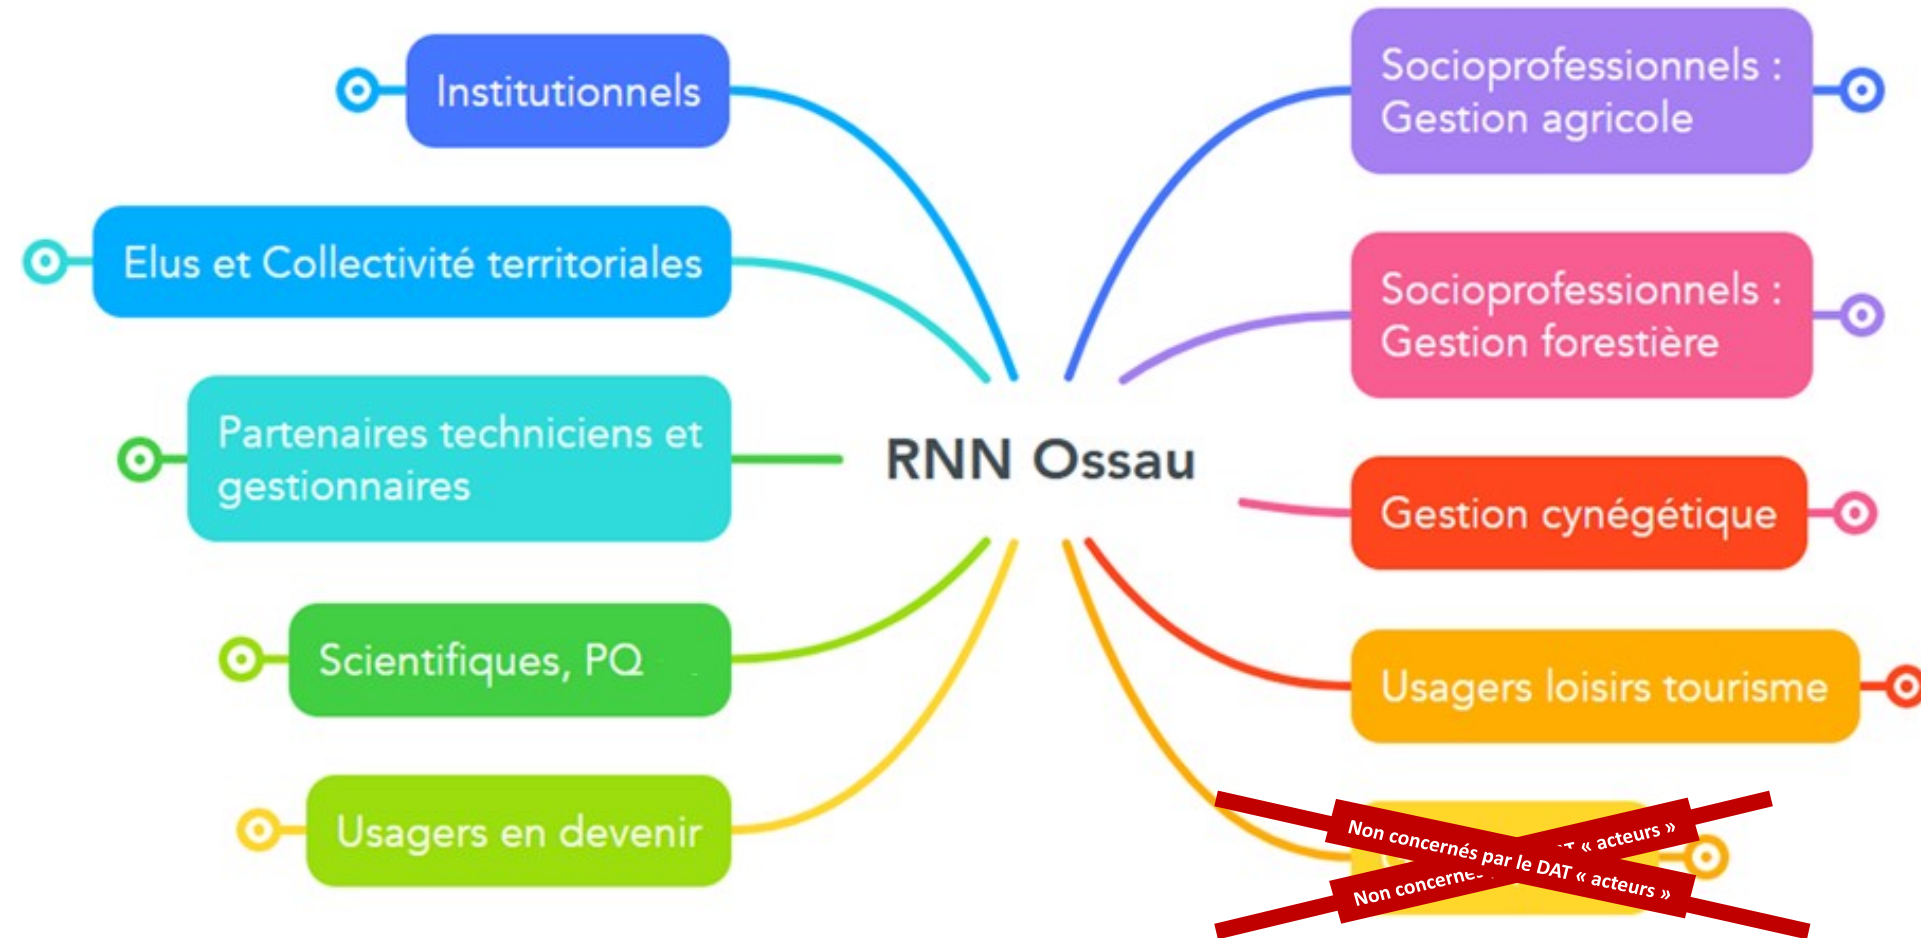 Institutionnels
Elus et Collectivité territoriales
Partenaires techniciens et
gestionnaires
Scientifiques, PQ
Usagers en devenir
RNN Ossau
Socioprofessionnels :
Gestion agricole
Socioprofessionnels :
Gestion forestière
Gestion cynégétique
Usagers loisirs tourisme
Non concernés par le DAT « acteurs »
Non concernés « acteurs »